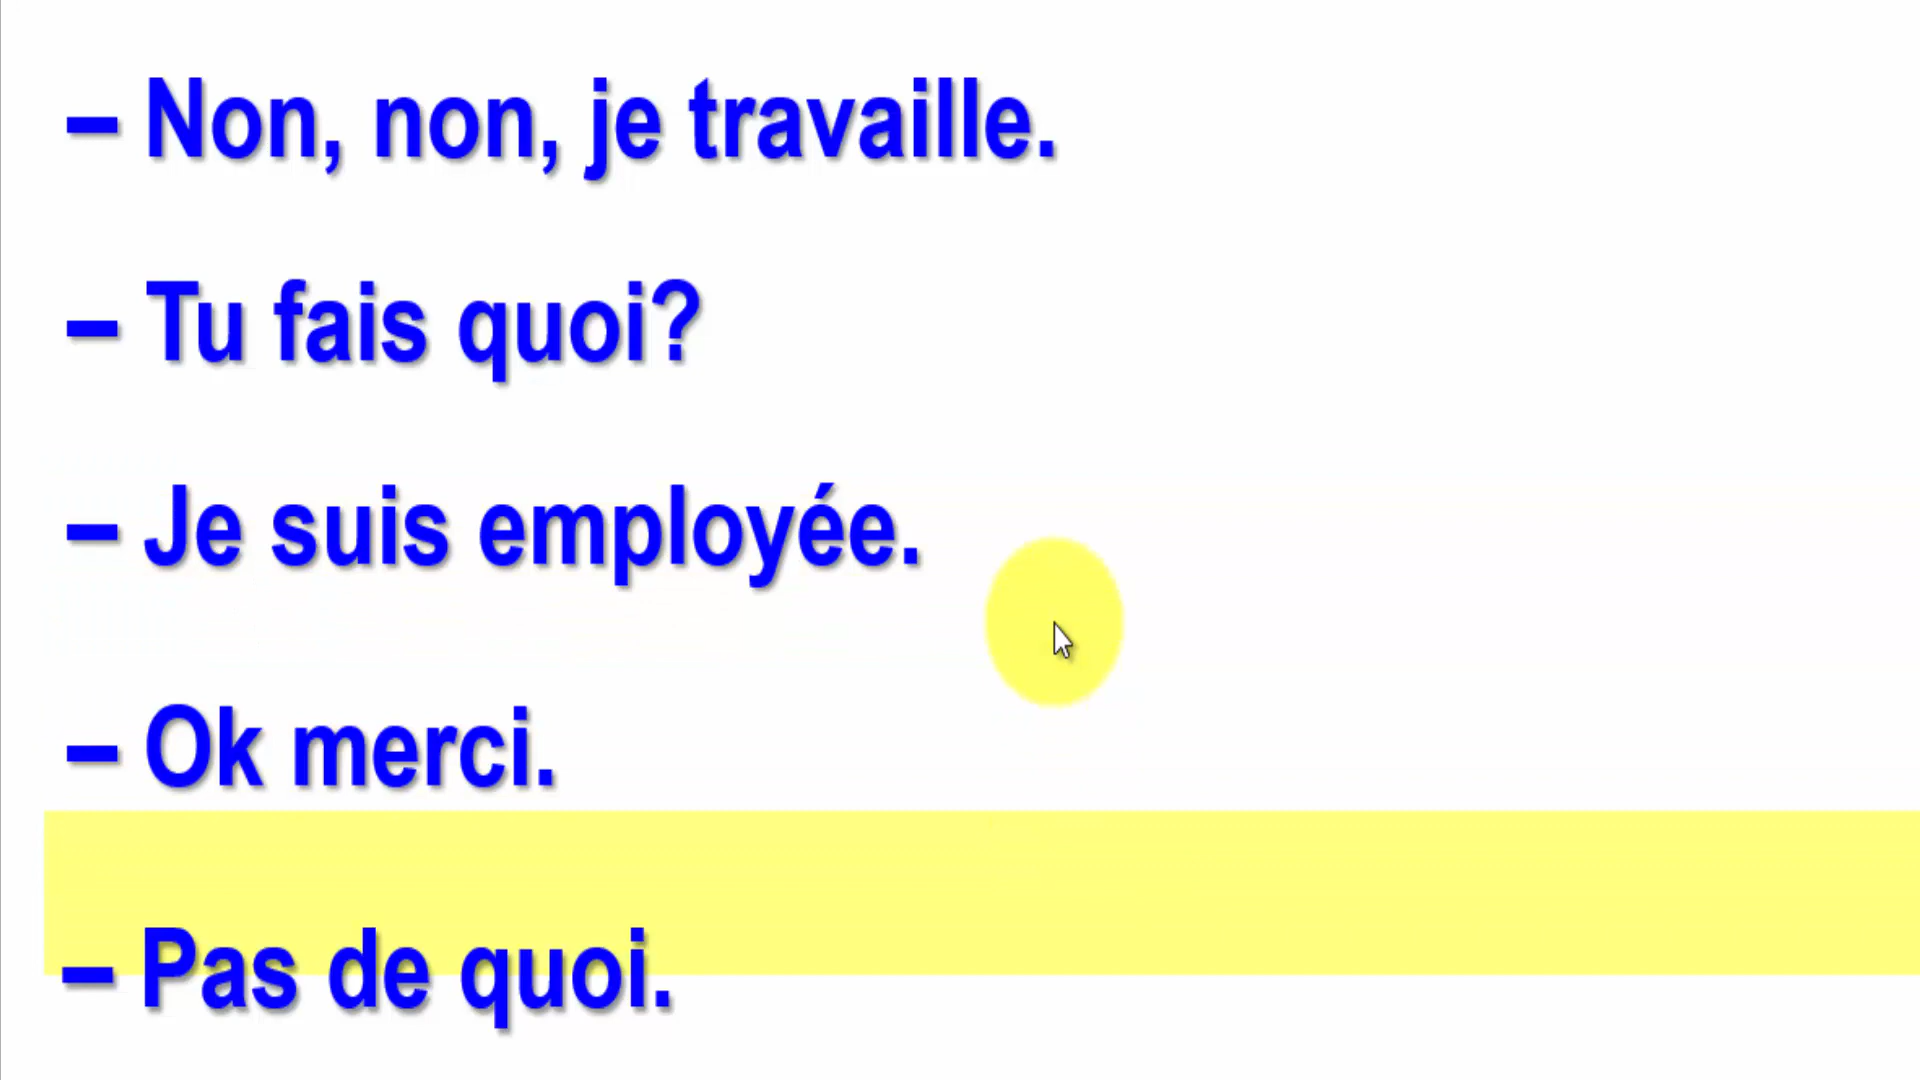 – Non, non, je travaille.
– Tu fais quoi?
– Je suis employée.
– Ok merci.
– Pas de quoi.